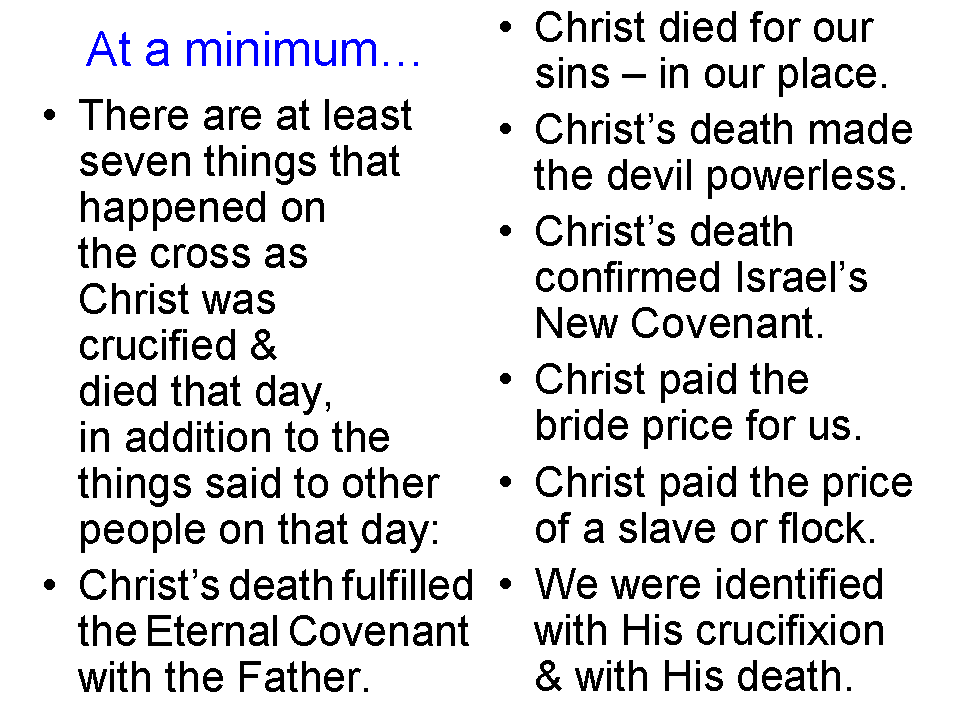 At a minimum…
• There are at least
seven things that
happened on
the cross as
Christ was
crucified &
died that day,
in addition to the
things said to other
people on that day:
• Christ’s death fulfilled
the Eternal Covenant
with the Father.
• Christ died for our
sins – in our place.
• Christ’s death made
the devil powerless.
• Christ’s death
confirmed Israel’s
New Covenant.
• Christ paid the
bride price for us.
• Christ paid the price
of a slave or flock.
• We were identified
with His crucifixion
& with His death.